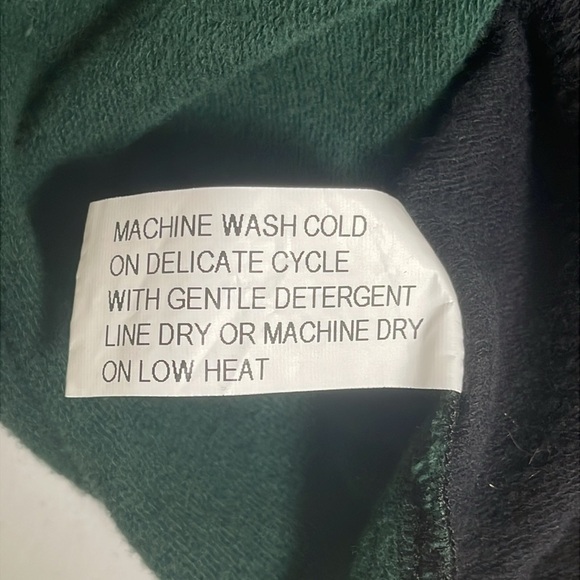 MACHINE WASH COLD
ON DELICATE CYCLE
WITH GENTLE DETERGENT
LINE DRY OR MACHINE DRY
ON LOW HEAT